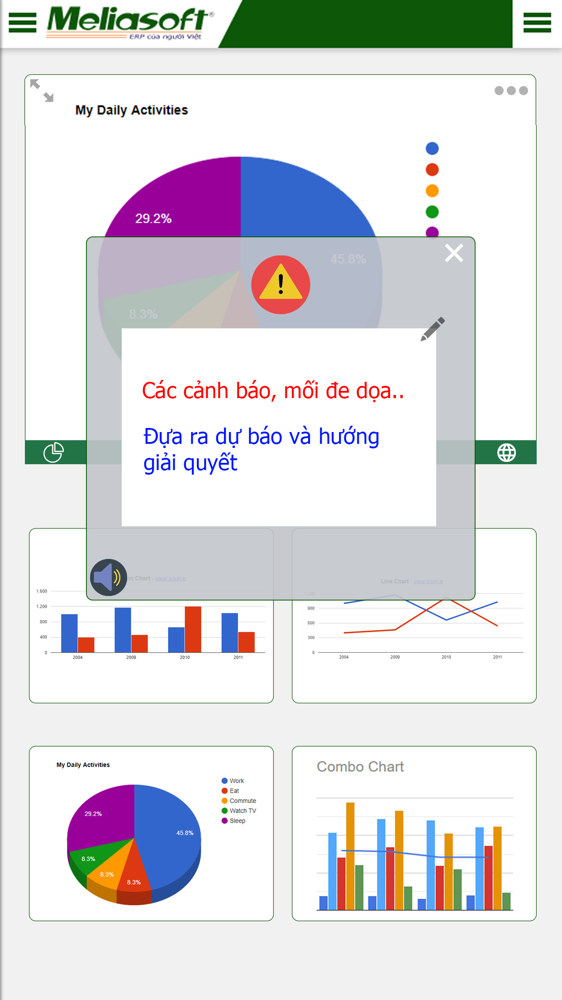 Meliasoft®
ERP của người Việt
My Daily Activities
29.2%
45.8%
8.3%
Các cảnh báo, mối đe dọa..
Đựa ra dự báo và hướng
giải quyết
Chart - view source
1.600
1.200
800
400
0
2004 2009 2010 2011
Line Chart - view source
1.200
900
600
300
0
2004 2009 2010 2011
My Daily Activities
Work
Eat
Commute
Watch TV
Sleep
29.2%
45.8%
8.3%
8.3%
8.3%
Combo Chart